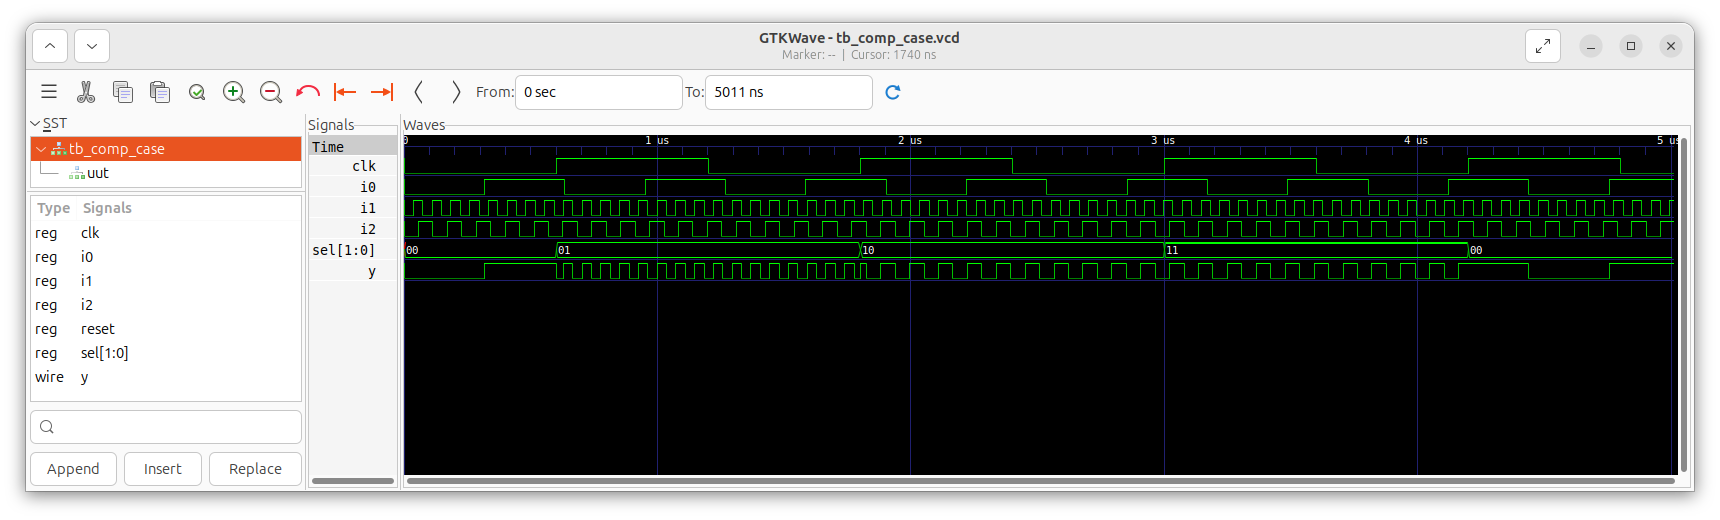 GTKWave - tb_comp_case.vcd
Marker: -- | Cursor: 1740 ns
From: 0 sec To: 5011 ns
SST
tb_comp_case
uut
Type Signals
reg clk
reg i0
reg i1
reg i2
reg reset
reg sel[1:0]
wire y
Append Insert Replace
Signals
Time
clk
i0
i1
i2
sel[1:0]
y
Waves
0 1 us 2 us 3 us 4 us 5 us
00 01 10 11 00